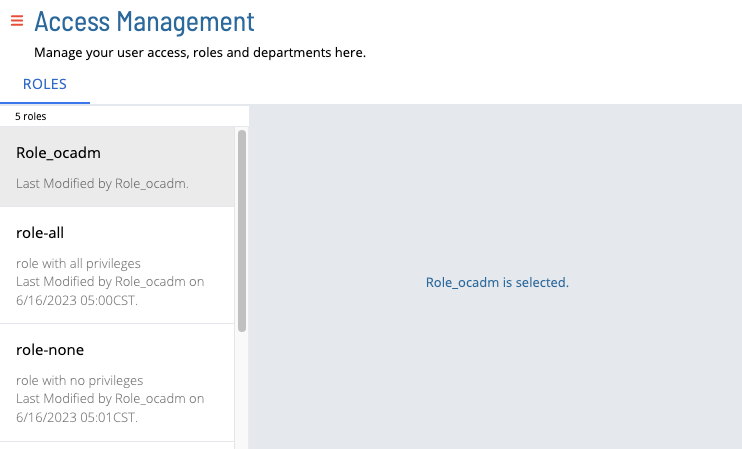 Access Management
Manage your user access, roles and departments here.
ROLES
5 roles
Role_ocadm
Last Modified by Role_ocadm.
role-all
role with all privileges
Last Modified by Role_ocadm on
6/16/2023 05:00CST.
role-none
role with no privileges
Last Modified by Role_ocadm on
6/16/2023 05:01CST.
Role_ocadm is selected.